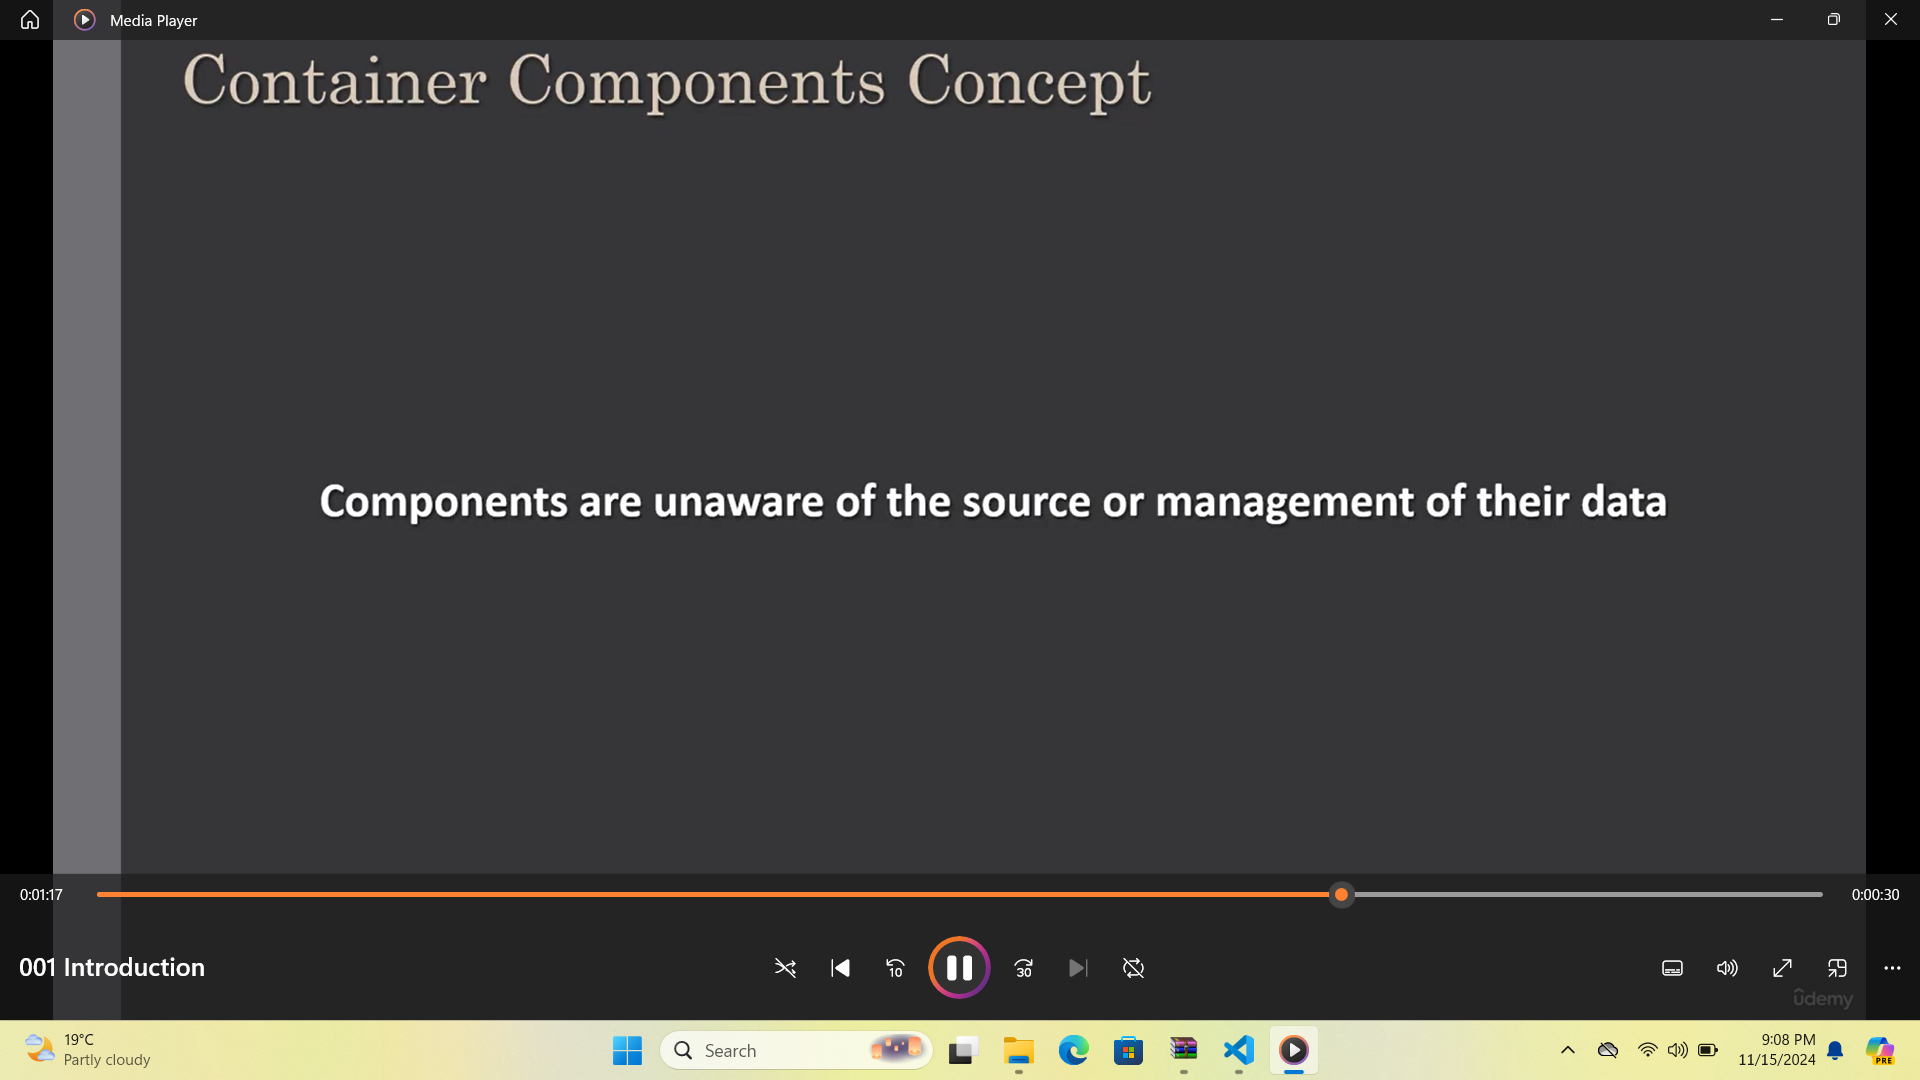 Media Player
Container Components Concept
Components are unaware of the source or management of their data
0:01:17
0:00:30
001 Introduction
10
30
ûdemy
19°C
Partly cloudy
Search
9:08 PM
11/15/2024
PRE